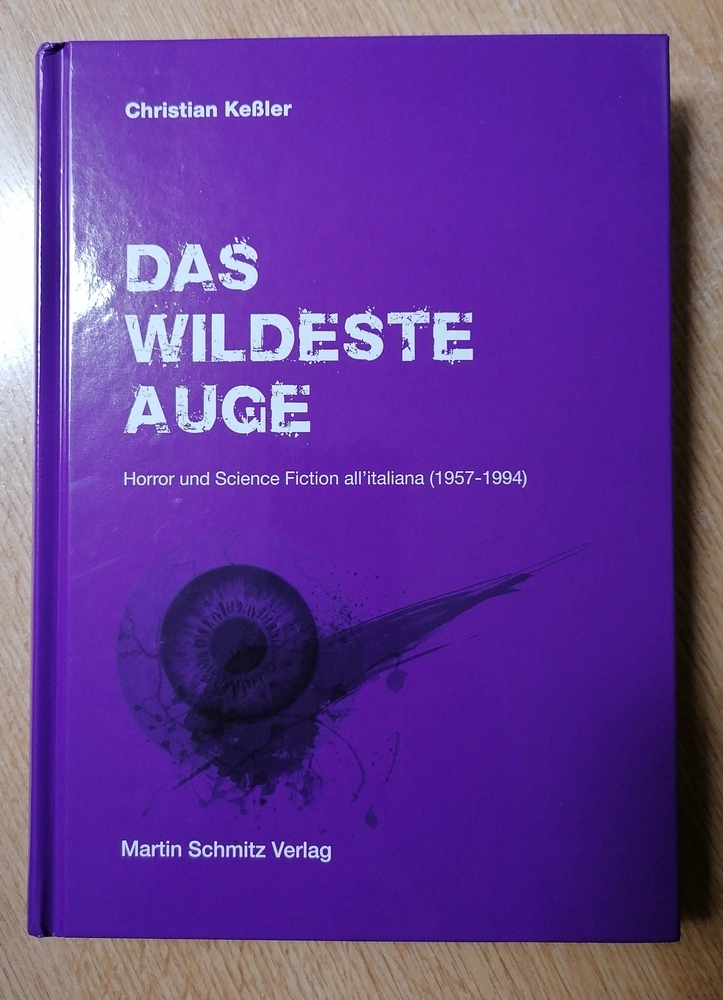 Christian Keßler
DAS
WILDESTE
AUGE
Horror und Science Fiction all'italiana (1957-1994)
Martin Schmitz Verlag